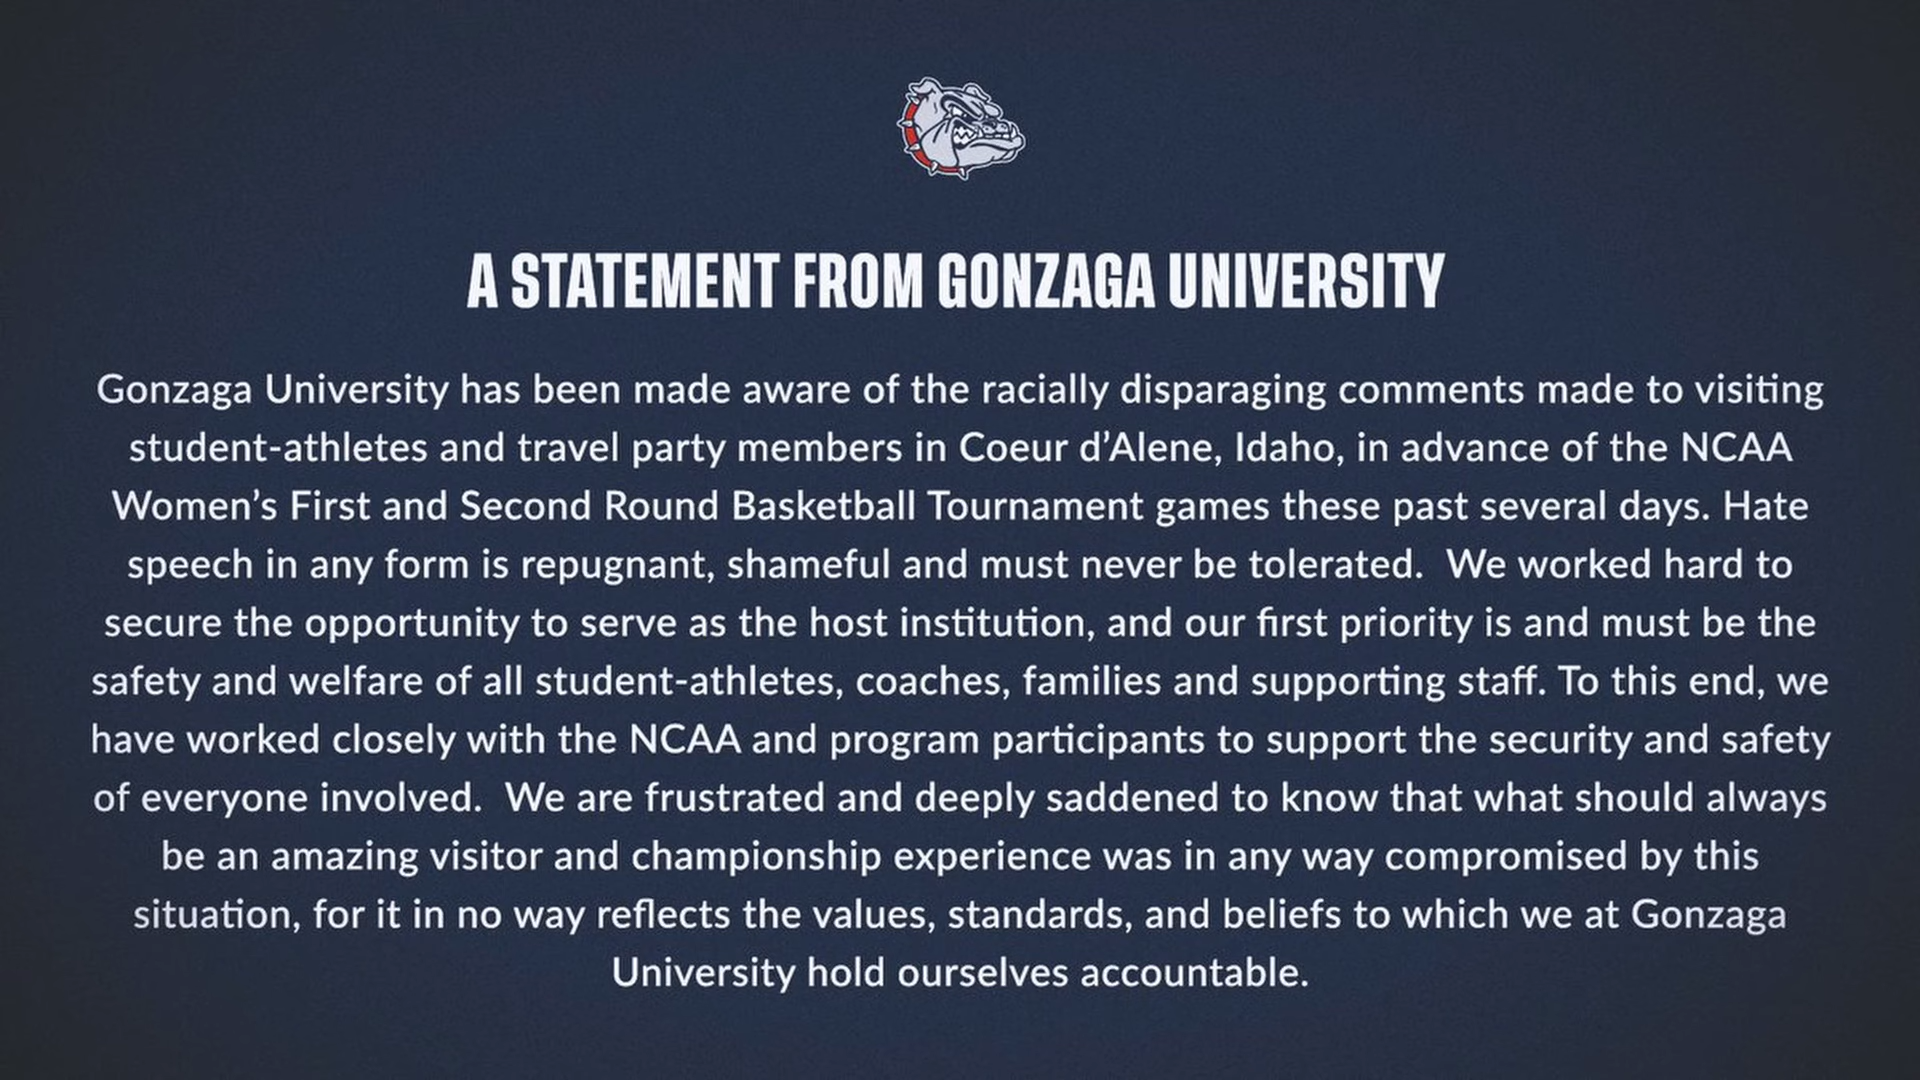 A STATEMENT FROM GONZAGA UNIVERSITY
Gonzaga University has been made aware of the racially disparaging comments made to visiting
student-athletes and travel party members in Coeur d’Alene, Idaho, in advance of the NCAA
Women’s First and Second Round Basketball Tournament games these past several days. Hate
speech in any form is repugnant, shameful and must never be tolerated.  We worked hard to
secure the opportunity to serve as the host institution, and our first priority is and must be the
safety and welfare of all student-athletes, coaches, families and supporting staff. To this end, we
have worked closely with the NCAA and program participants to support the security and safety
of everyone involved.  We are frustrated and deeply saddened to know that what should always
be an amazing visitor and championship experience was in any way compromised by this
situation, for it in no way reflects the values, standards, and beliefs to which we at Gonzaga
University hold ourselves accountable.